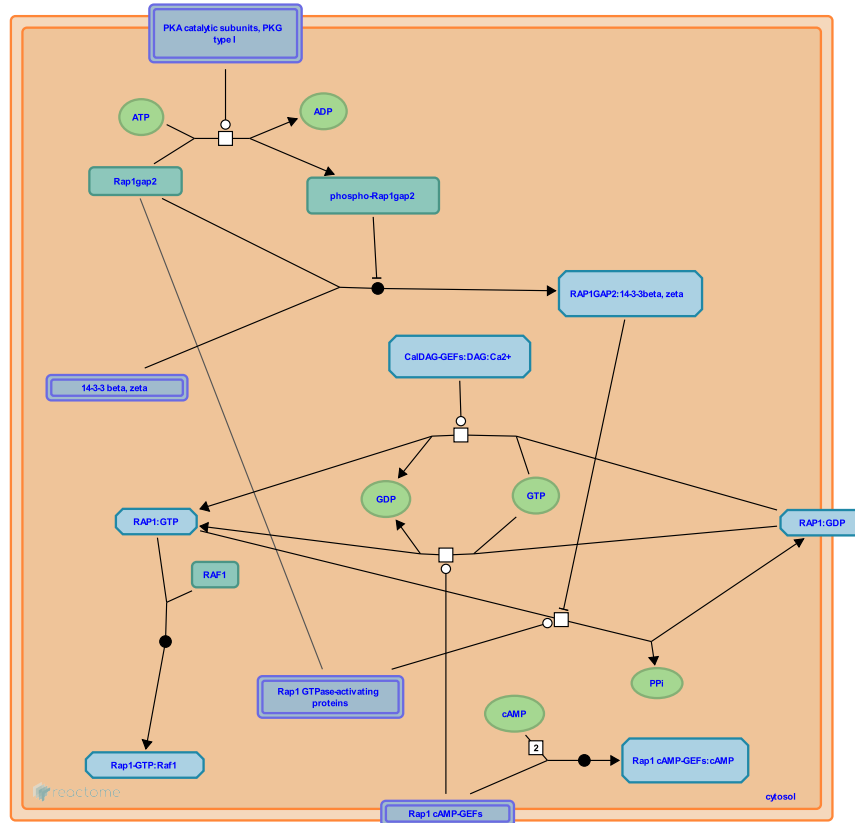 PKA catalytic subunits, PKG
type I
ATP
ADP
Rap1gap2
phospho-Rap1gap2
RAP1GAP2:14-3-3beta, zeta
CalDAG-GEFs:DAG:Ca2+
14-3-3 beta, zeta
GDP
GTP
RAP1:GTP
RAP1:GDP
RAF1
Rap1 GTPase-activating
proteins
PPi
cAMP
2
Rap1 cAMP-GEFs:cAMP
Rap1-GTP:Raf1
reactome
cytosol
Rap1 cAMP-GEFs